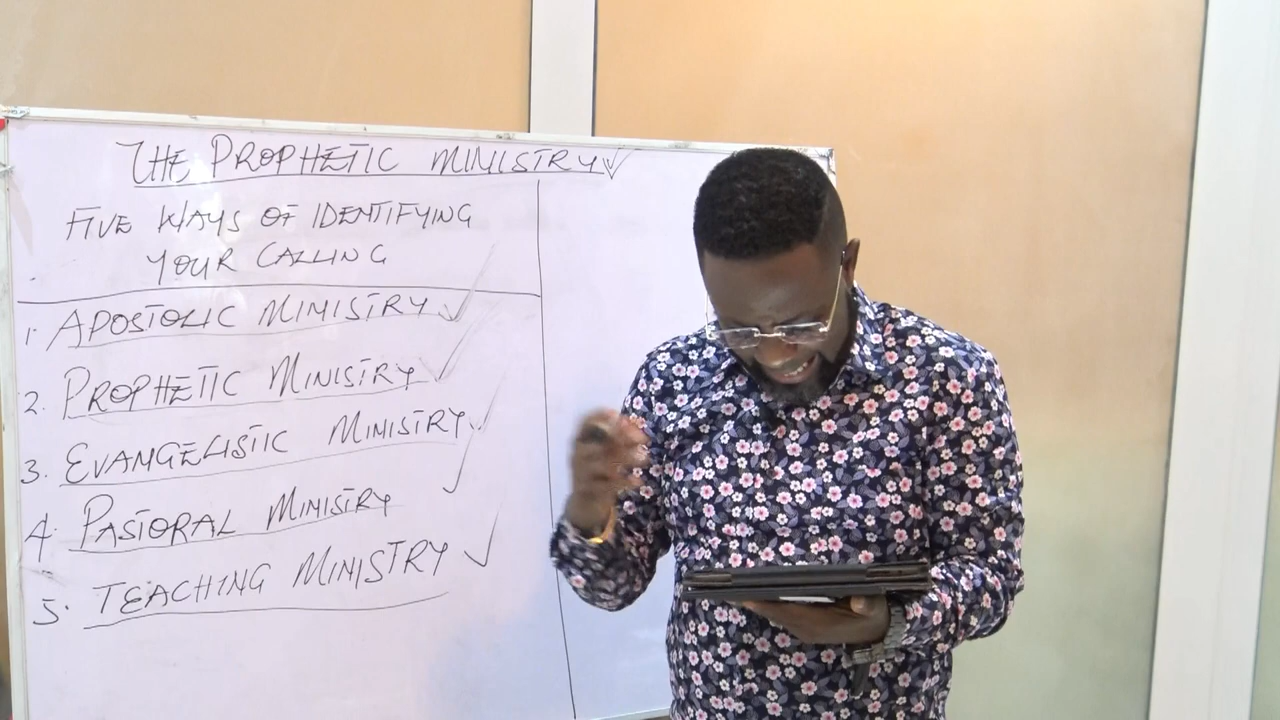 THE PROPHETIC MINISTRY
FIVE WAYS OF IDENTIFYING
YOUR CALLING
1. APOSTOLIC MINISTRY
2. PROPHETIC MINISTRY
3. EVANGELISTIC MINISTRY
4. PASTORAL MINISTRY
5. TEACHING MINISTRY